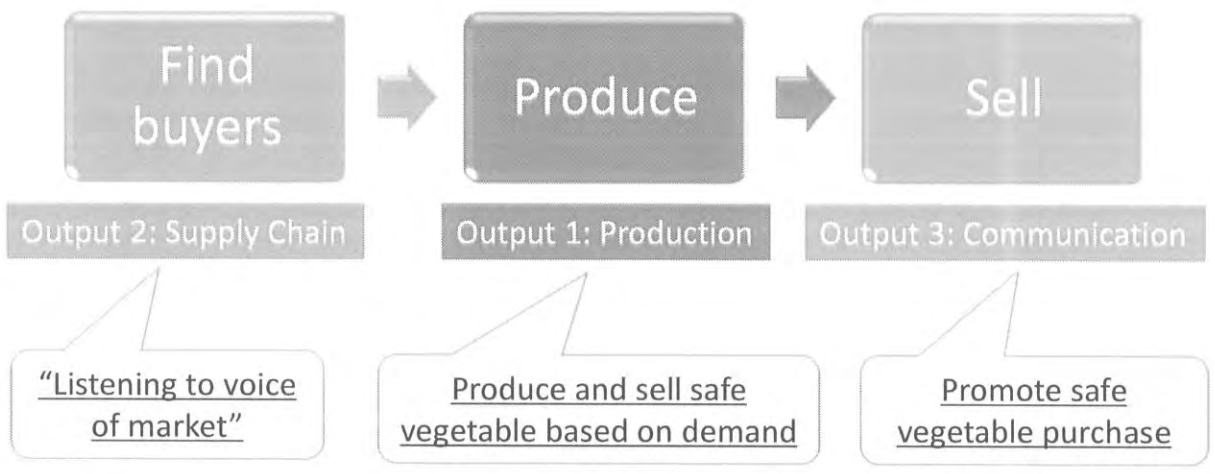 Find
buyers
Produce
Sell
Output 2: Supply Chain
Output 1: Production
Output 3: Communication
“Listening to voice
of market”
Produce and sell safe
vegetable based on demand
Promote safe
vegetable purchase